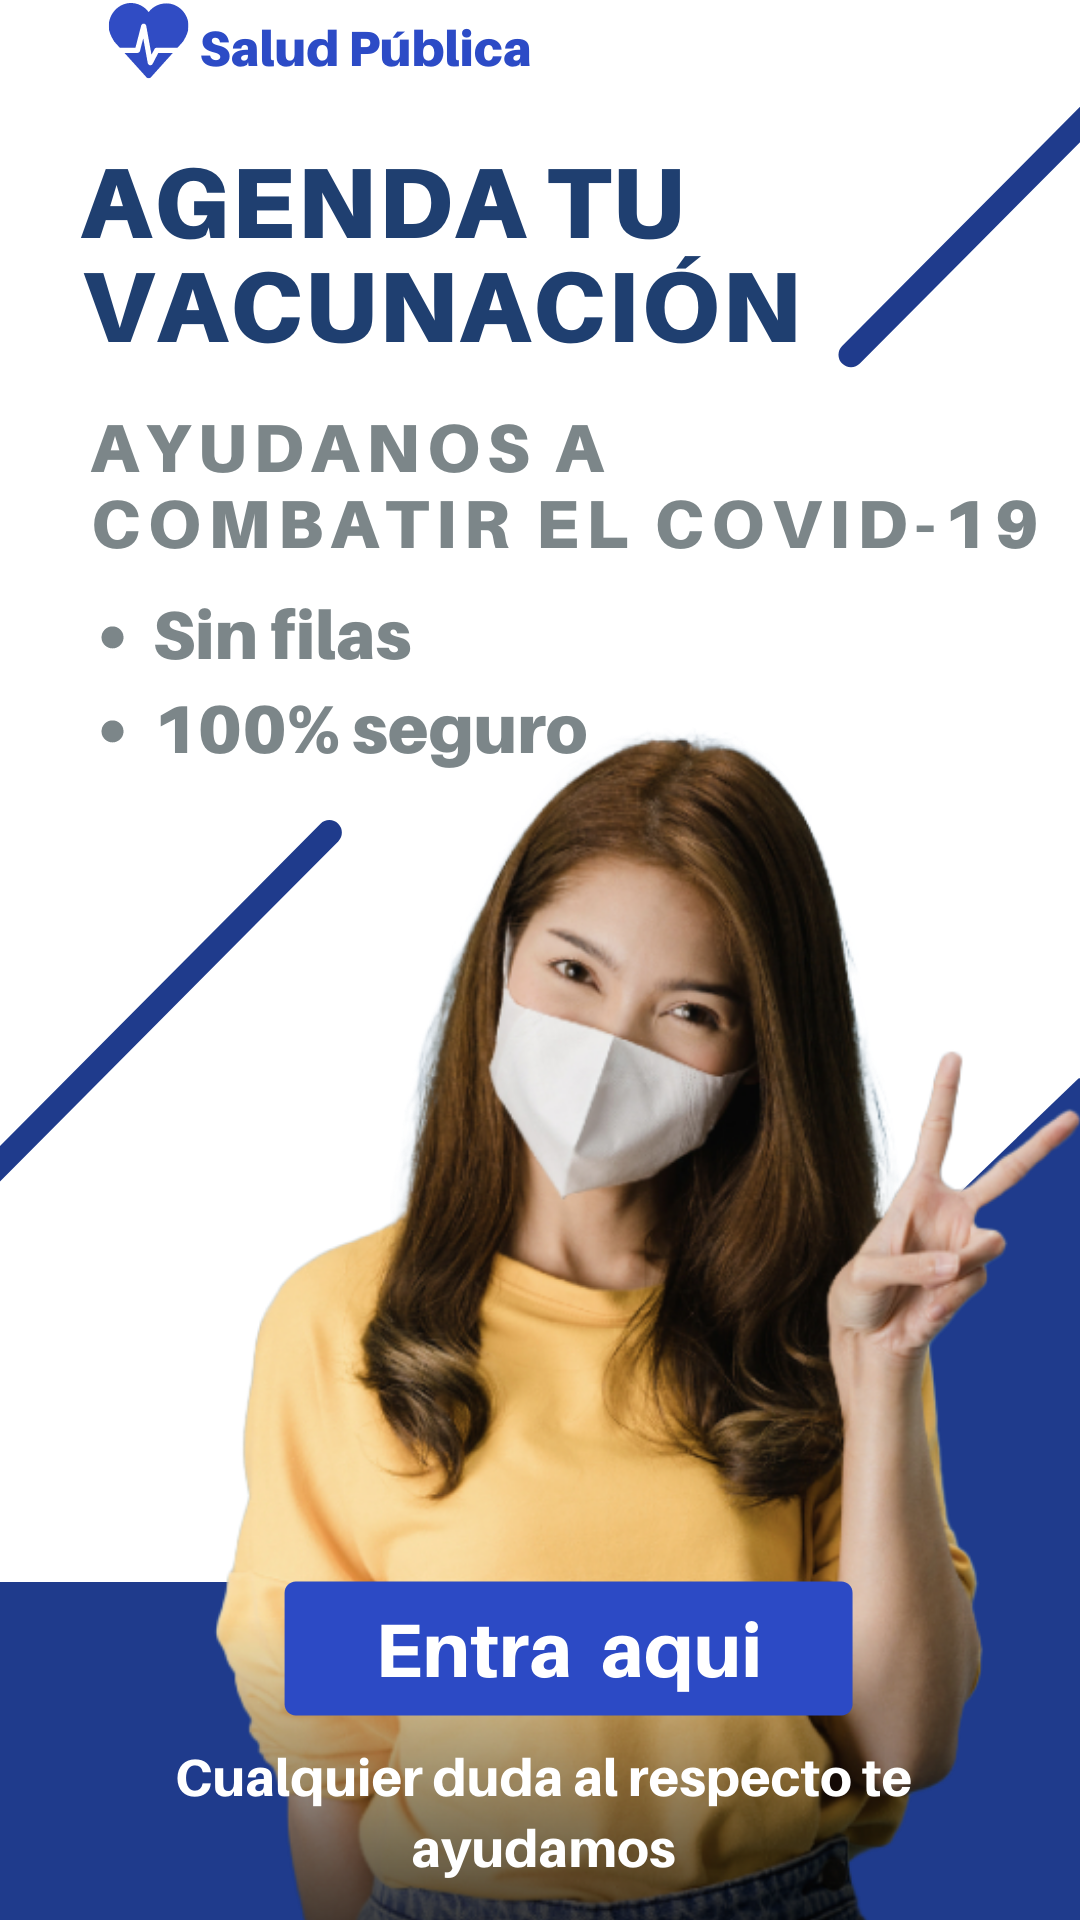 Salud Pública
AGENDA TU
VACUNACIÓN
AYUDANOS A
COMBATIR EL COVID-19
• Sin filas
• 100% seguro
Entra aqui
Cualquier duda al respecto te
ayudamos